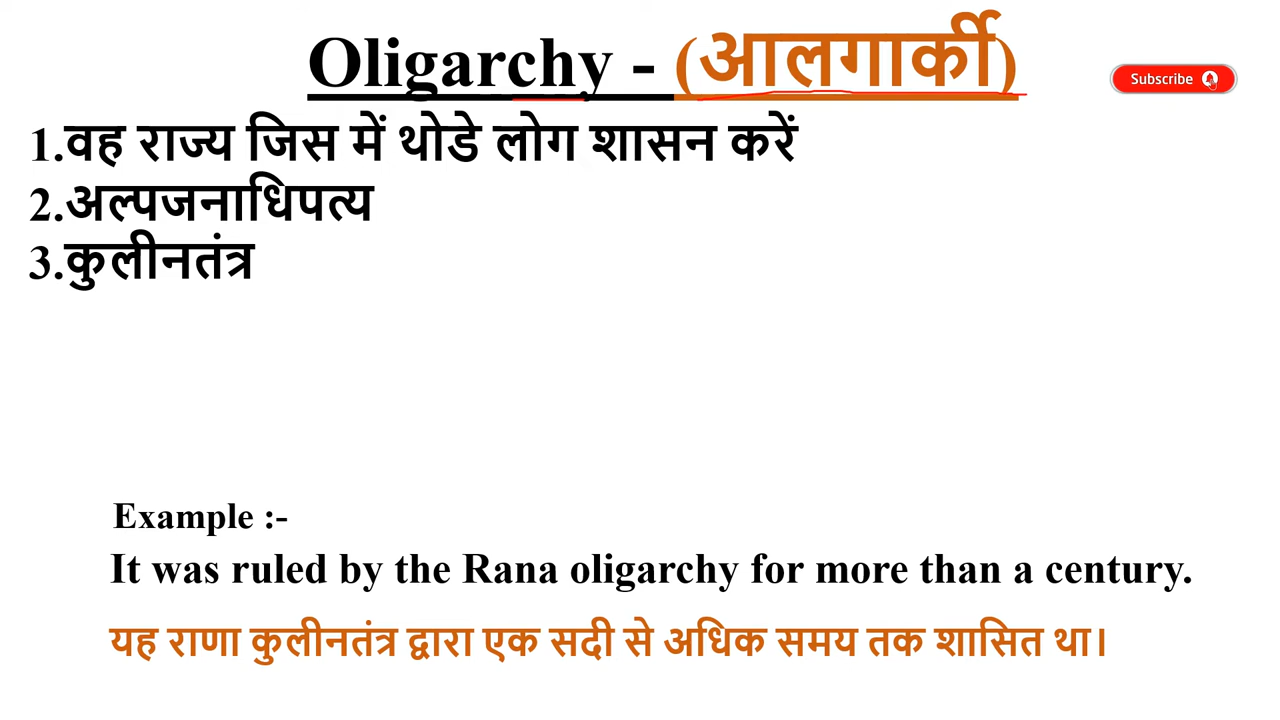 Oligarchy - (आलगार्की)
Subscribe
1.वह राज्य जिस में थोडे लोग शासन करें
2.अल्पजनाधिपत्य
3.कुलीनतंत्र
Example :-
It was ruled by the Rana oligarchy for more than a century.
यह राणा कुलीनतंत्र द्वारा एक सदी से अधिक समय तक शासित था।